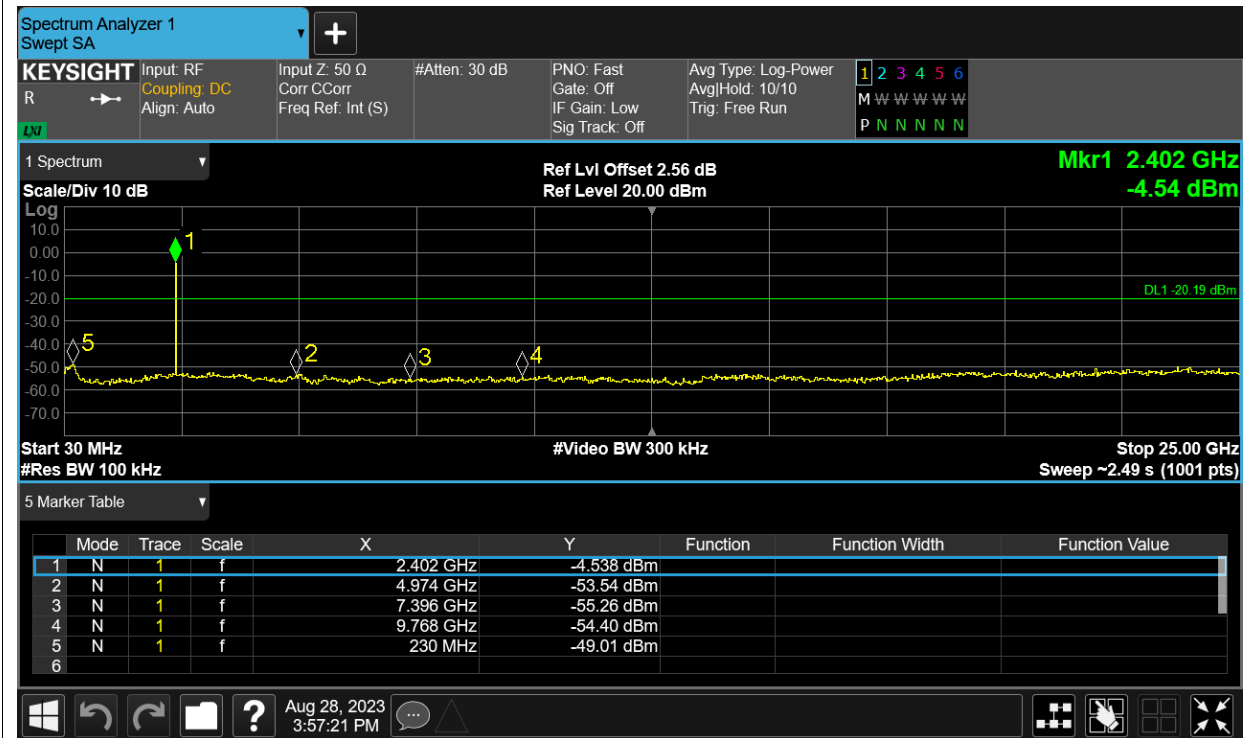 Spectrum Analyzer 1
Swept SA
KEYSIGHT Input: RF Input Z: 50 Ω #Atten: 30 dB PNO: Fast Avg Type: Log-Power 1 2 3 4 5 6
R Coupling: DC Corr CCorr Gate: Off Avg|Hold: 10/10 M W W W W W
Align: Auto Freq Ref: Int (S) IF Gain: Low Trig: Free Run
LXI Sig Track: Off P N N N N N
1 Spectrum Ref Lvl Offset 2.56 dB Mkr1 2.402 GHz
Scale/Div 10 dB Ref Level 20.00 dBm -4.54 dBm
Log
10.0 1
0.00
-10.0
-20.0 DL1 -20.19 dBm
-30.0
-40.0 5 2 3 4
-50.0
-60.0
-70.0
Start 30 MHz #Video BW 300 kHz Stop 25.00 GHz
#Res BW 100 kHz Sweep ~2.49 s (1001 pts)
5 Marker Table
Mode Trace Scale X Y Function Function Width Function Value
1 N 1 f 2.402 GHz -4.538 dBm
2 N 1 f 4.974 GHz -53.54 dBm
3 N 1 f 7.396 GHz -55.26 dBm
4 N 1 f 9.768 GHz -54.40 dBm
5 N 1 f 230 MHz -49.01 dBm
6
? Aug 28, 2023
3:57:21 PM